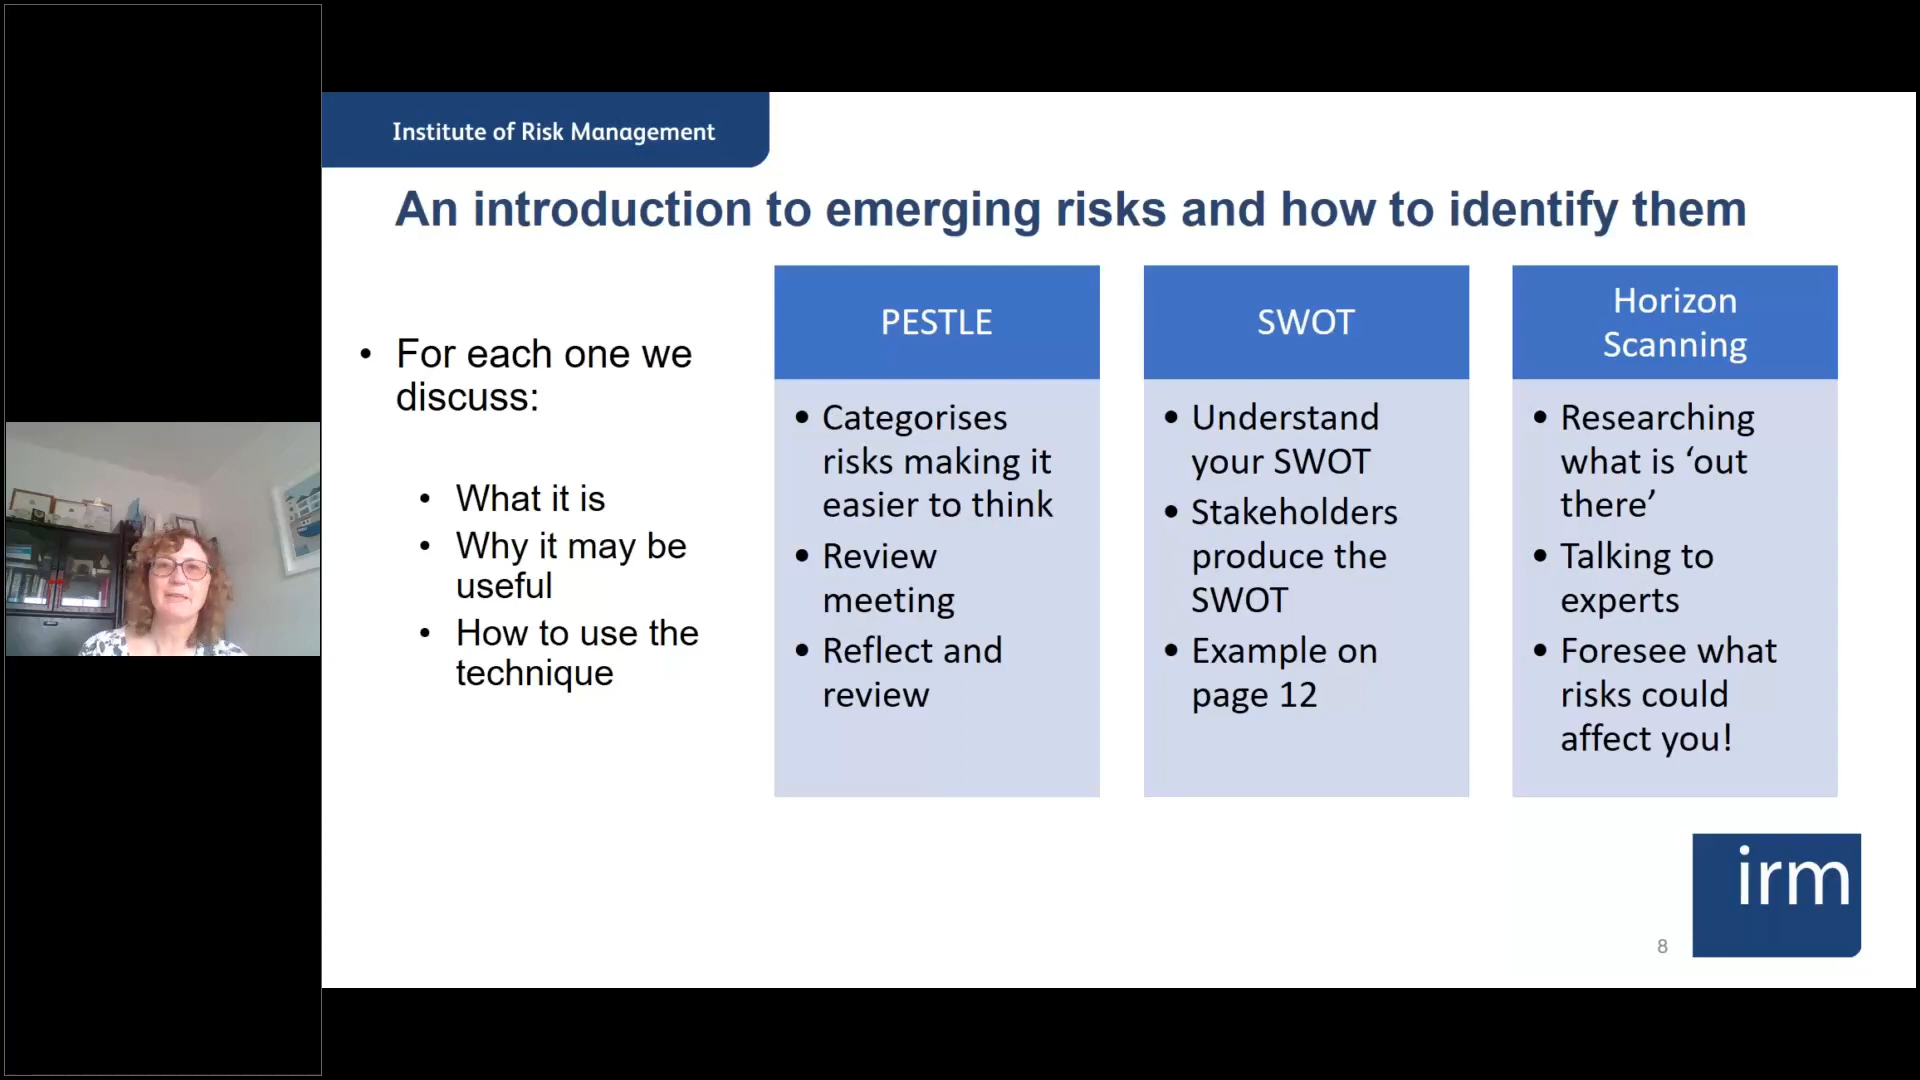 Institute of Risk Management
An introduction to emerging risks and how to identify them
• For each one we
discuss:
• What it is
• Why it may be
useful
• How to use the
technique
PESTLE
• Categorises
risks making it
easier to think
• Review
meeting
• Reflect and
review
SWOT
• Understand
your SWOT
• Stakeholders
produce the
SWOT
• Example on
page 12
Horizon
Scanning
• Researching
what is ‘out
there’
• Talking to
experts
• Foresee what
risks could
affect you!
irm
8